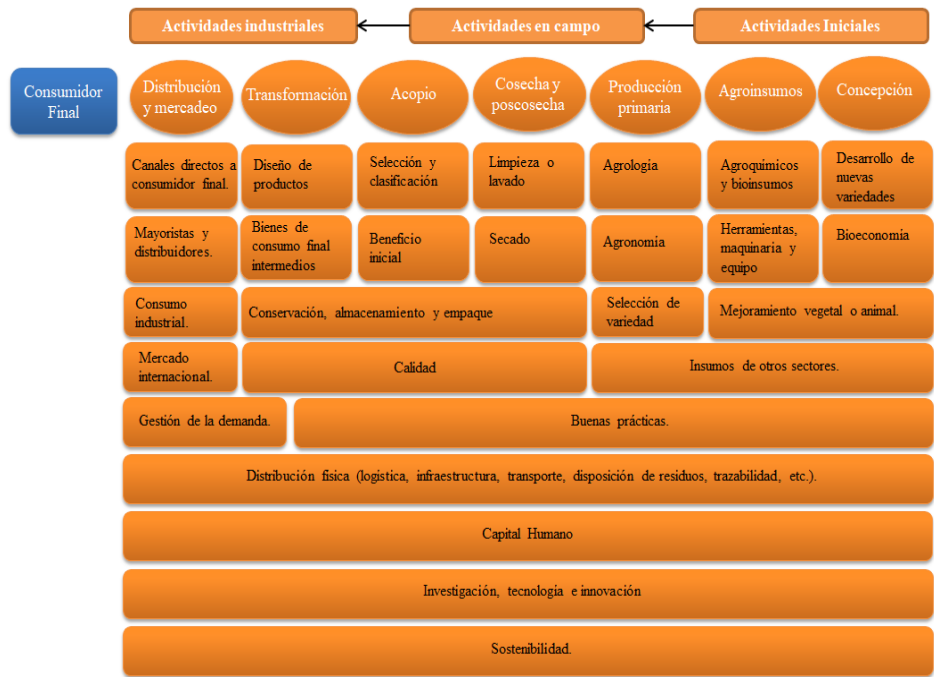 Actividades industriales
Actividades en campo
Actividades Iniciales
Consumidor
Final
Distribución
y mercadeo
Transformación
Acopio
Cosecha y
poscosecha
Producción
primaria
Agroinsumos
Concepción
Canales directos a
consumidor final.
Diseño de
productos
Selección y
clasificación
Limpieza o
lavado
Agrología
Agroquímicos
y bioinsumos
Desarrollo de
nuevas
variedades
Mayoristas y
distribuidores.
Bienes de
consumo final
intermedios
Beneficio
inicial
Secado
Agronomía
Herramientas,
maquinaria y
equipo
Bioeconomía
Consumo
industrial.
Conservación, almacenamiento y empaque
Selección de
variedad
Mejoramiento vegetal o animal.
Mercado
internacional.
Calidad
Insumos de otros sectores.
Gestión de la demanda.
Buenas prácticas.
Distribución física (logística, infraestructura, transporte, disposición de residuos, trazabilidad, etc.).
Capital Humano
Investigación, tecnología e innovación
Sostenibilidad.